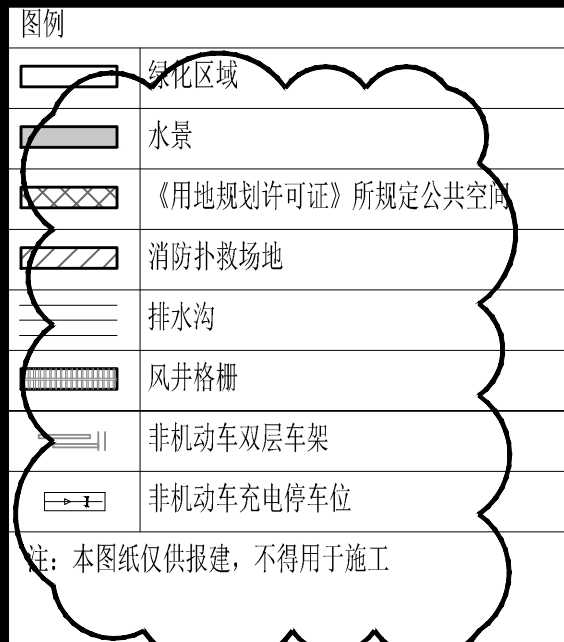 图例
绿化区域
水景
《用地规划许可证》所规定公共空间
消防扑救场地
排水沟
风井格栅
非机动车双层车架
非机动车充电停车位
注：本图纸仅供报建，不得用于施工